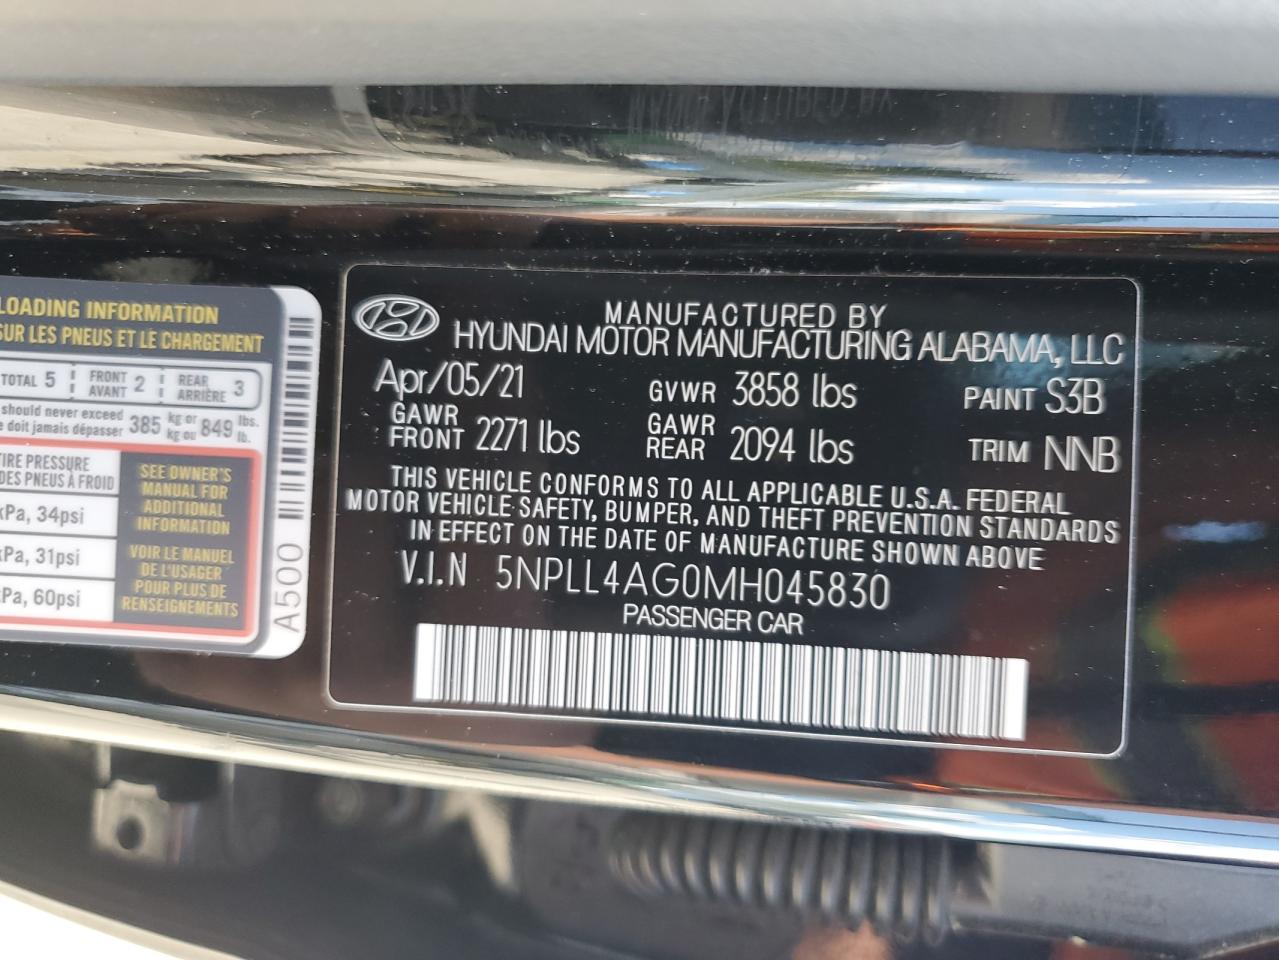 LOADING INFORMATION
SUR LES PNEUS ET LE CHARGEMENT
TOTAL 5 FRONT AVANT 2 REAR ARRIÈRE 3
should never exceed 385 kg or 849 lbs.
doit jamais dépasser kg ou lb.
TIRE PRESSURE
DES PNEUS À FROID
kPa, 34psi
kPa, 31psi
kPa, 60psi
SEE OWNER'S
MANUAL FOR
ADDITIONAL
INFORMATION
VOIR LE MANUEL
DE L'USAGER
POUR PLUS DE
RENSEIGNEMENTS
A500
MANUFACTURED BY
HYUNDAI MOTOR MANUFACTURING ALABAMA, LLC
Apr/05/21 GVWR 3858 lbs PAINT S3B
GAWR FRONT 2271 lbs GAWR REAR 2094 lbs TRIM NNB
THIS VEHICLE CONFORMS TO ALL APPLICABLE U.S.A. FEDERAL
MOTOR VEHICLE SAFETY, BUMPER, AND THEFT PREVENTION STANDARDS
IN EFFECT ON THE DATE OF MANUFACTURE SHOWN ABOVE
V.I.N 5NPLL4AG0MH045830
PASSENGER CAR